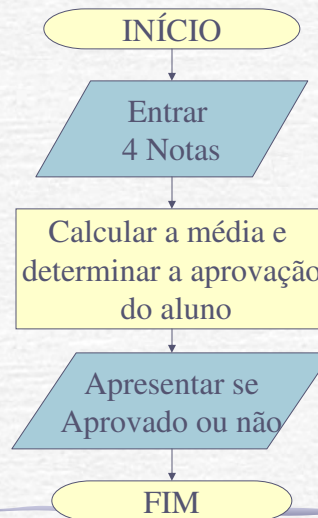 INÍCIO
Entrar
4 Notas
Calcular a média e
determinar a aprovação
do aluno
Apresentar se
Aprovado ou não
FIM